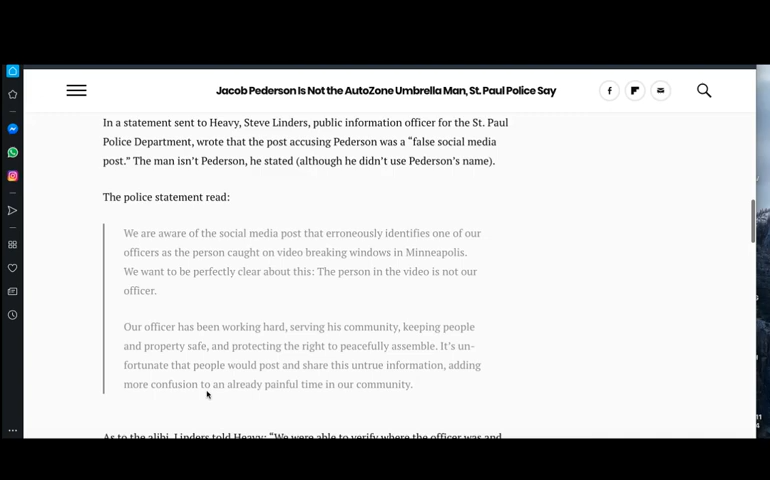 Jacob Pederson Is Not the AutoZone Umbrella Man, St. Paul Police Say
In a statement sent to Heavy, Steve Linders, public information officer for the St. Paul
Police Department, wrote that the post accusing Pederson was a “false social media
post.” The man isn’t Pederson, he stated (although he didn’t use Pederson’s name).
The police statement read:
We are aware of the social media post that erroneously identifies one of our
officers as the person caught on video breaking windows in Minneapolis.
We want to be perfectly clear about this: The person in the video is not our
officer.
Our officer has been working hard, serving his community, keeping people
and property safe, and protecting the right to peacefully assemble. It’s un-
fortunate that people would post and share this untrue information, adding
more confusion to an already painful time in our community.
As to the alibi, Linders told Heavy: “We were able to verify where the officer was and